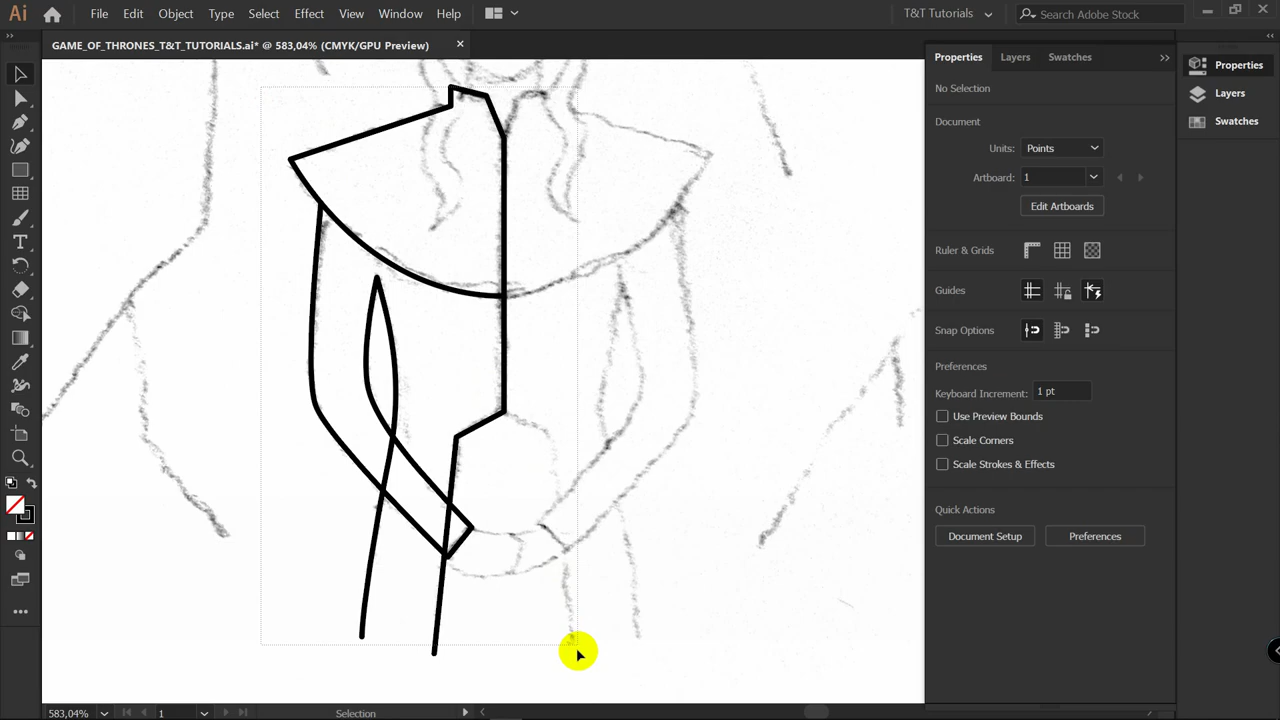 Ai File Edit Object Type Select Effect View Window Help T&T Tutorials Search Adobe Stock
GAME_OF_THRONES_T&T_TUTORIALS.ai* @ 583,04% (CMYK/GPU Preview)
Properties Layers Swatches
No Selection
Document
Units: Points
Artboard: 1
Edit Artboards
Ruler & Grids
Guides
Snap Options
Preferences
Keyboard Increment: 1 pt
Use Preview Bounds
Scale Corners
Scale Strokes & Effects
Quick Actions
Document Setup Preferences
Properties
Layers
Swatches
583,04% 1 Selection